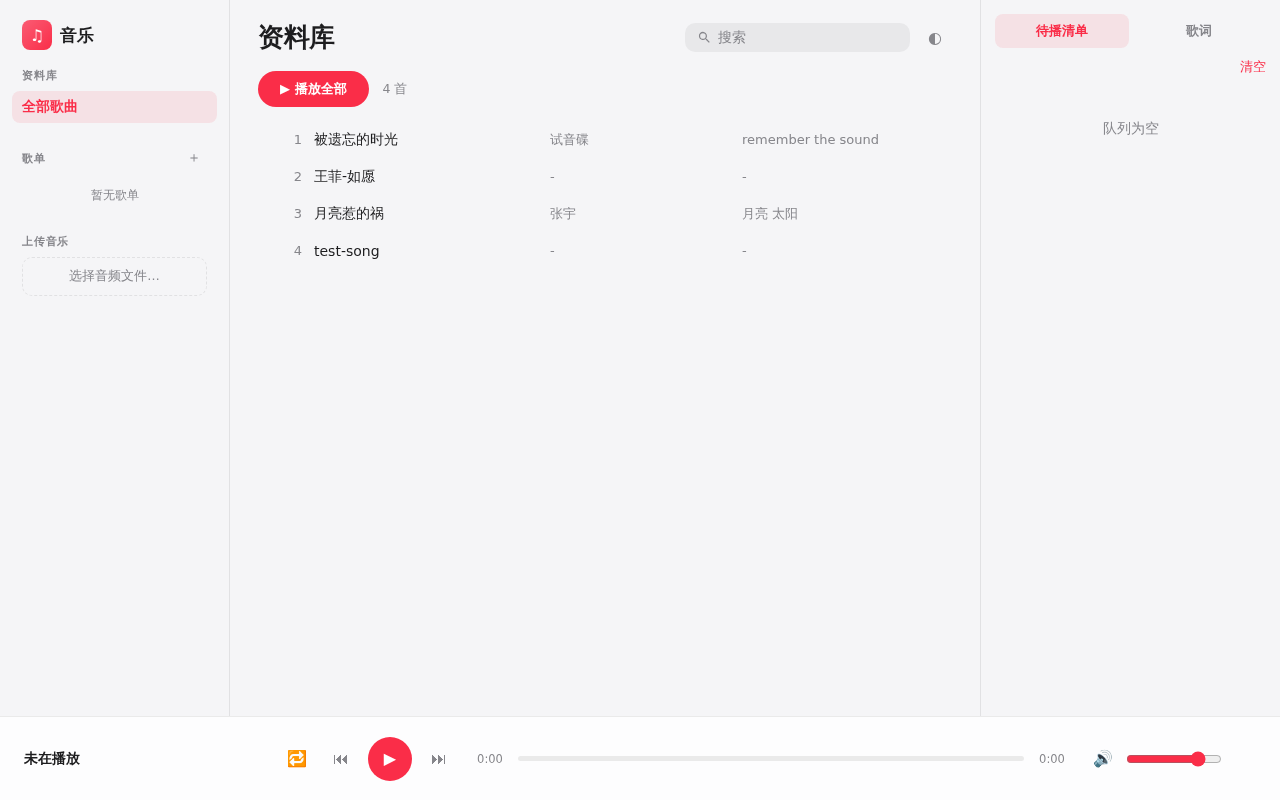 音乐
资料库
全部歌曲
歌单 +
暂无歌单
上传音乐
选择音频文件...
资料库
搜索
播放全部 4 首
1 被遗忘的时光 试音碟 remember the sound
2 王菲-如愿 - -
3 月亮惹的祸 张宇 月亮 太阳
4 test-song - -
待播清单 歌词
清空
队列为空
未在播放 0:00 0:00